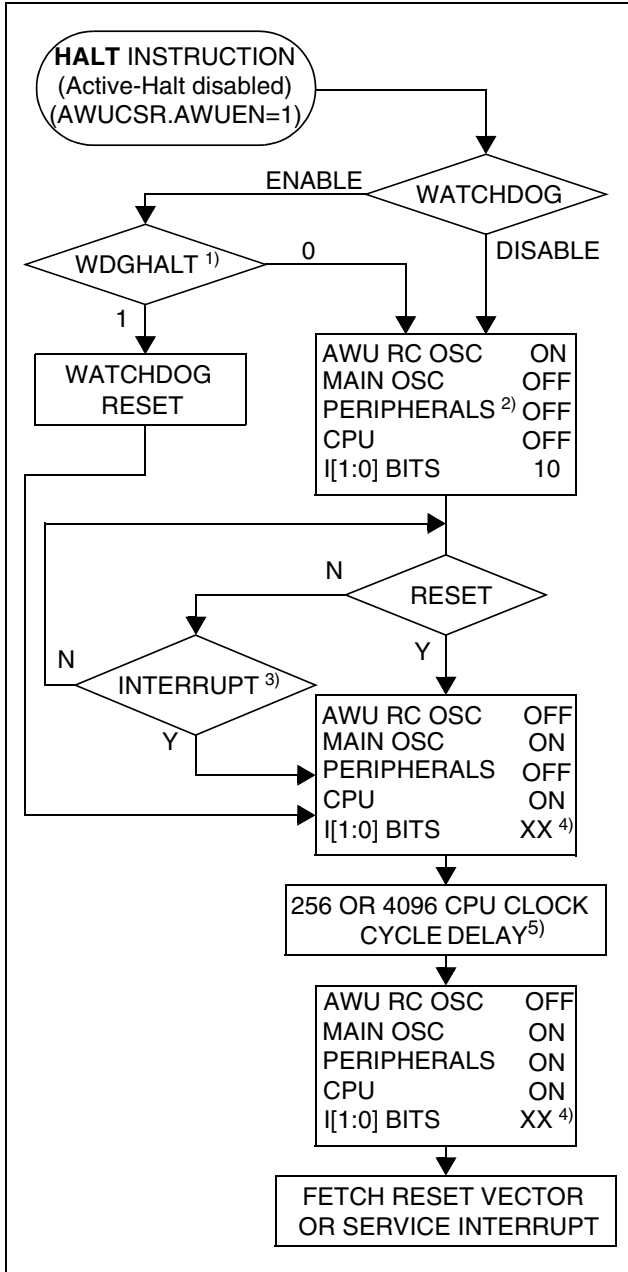 HALT INSTRUCTION
(Active-Halt disabled)
(AWUCSR.AWUEN=1)
ENABLE
WATCHDOG
WDGHALT 1)
0
DISABLE
1
WATCHDOG
RESET
AWU RC OSC ON
MAIN OSC OFF
PERIPHERALS 2) OFF
CPU OFF
I[1:0] BITS 10
N
RESET
Y
N
INTERRUPT 3)
Y
AWU RC OSC OFF
MAIN OSC ON
PERIPHERALS OFF
CPU ON
I[1:0] BITS XX 4)
256 OR 4096 CPU CLOCK
CYCLE DELAY5)
AWU RC OSC OFF
MAIN OSC ON
PERIPHERALS ON
CPU ON
I[1:0] BITS XX 4)
FETCH RESET VECTOR
OR SERVICE INTERRUPT